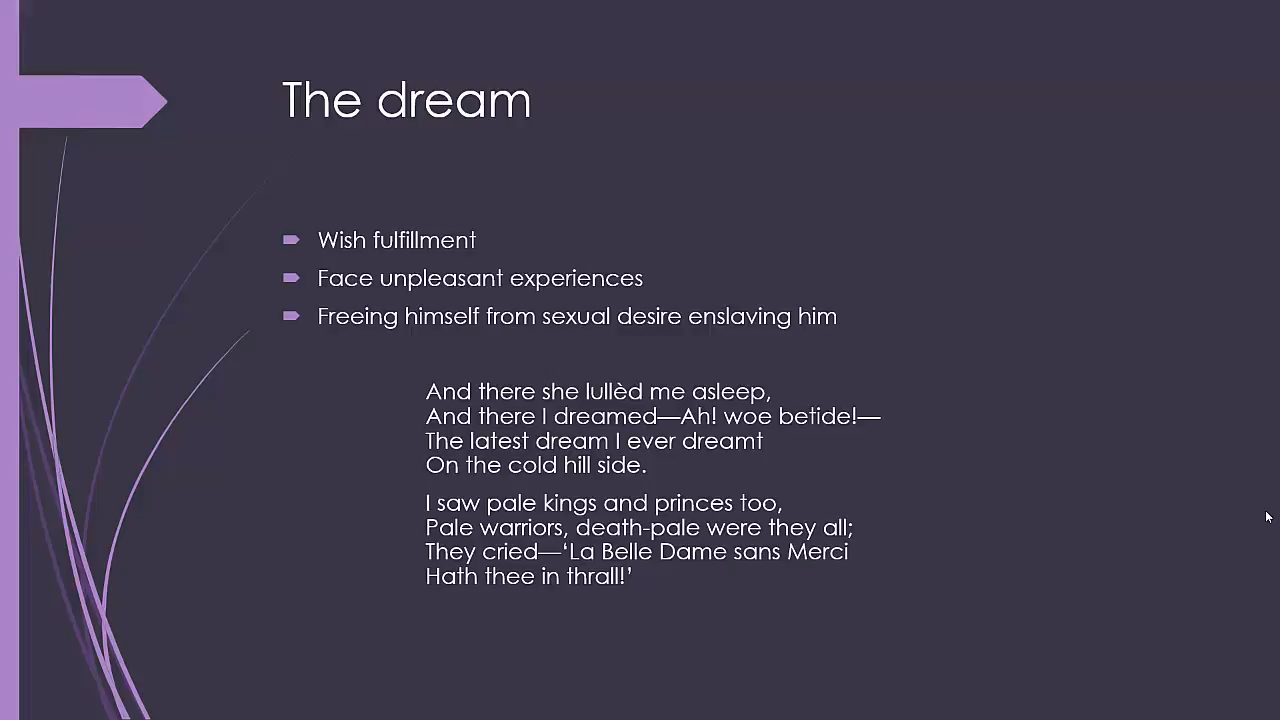 The dream
Wish fulfillment
Face unpleasant experiences
Freeing himself from sexual desire enslaving him
And there she lullèd me asleep,
And there I dreamed—Ah! woe betide!—
The latest dream I ever dreamt
On the cold hill side.
I saw pale kings and princes too,
Pale warriors, death-pale were they all;
They cried—‘La Belle Dame sans Merci
Hath thee in thrall!’